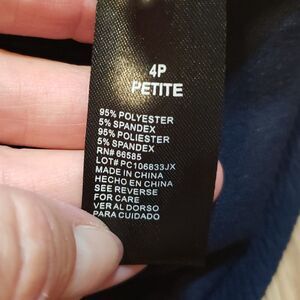 4P
PETITE
95% POLYESTER
5% SPANDEX
95% POLIESTER
5% SPANDEX
RN# 66585
LOT# PC106833JX
MADE IN CHINA
HECHO EN CHINA
SEE REVERSE
FOR CARE
VER AL DORSO
PARA CUIDADO